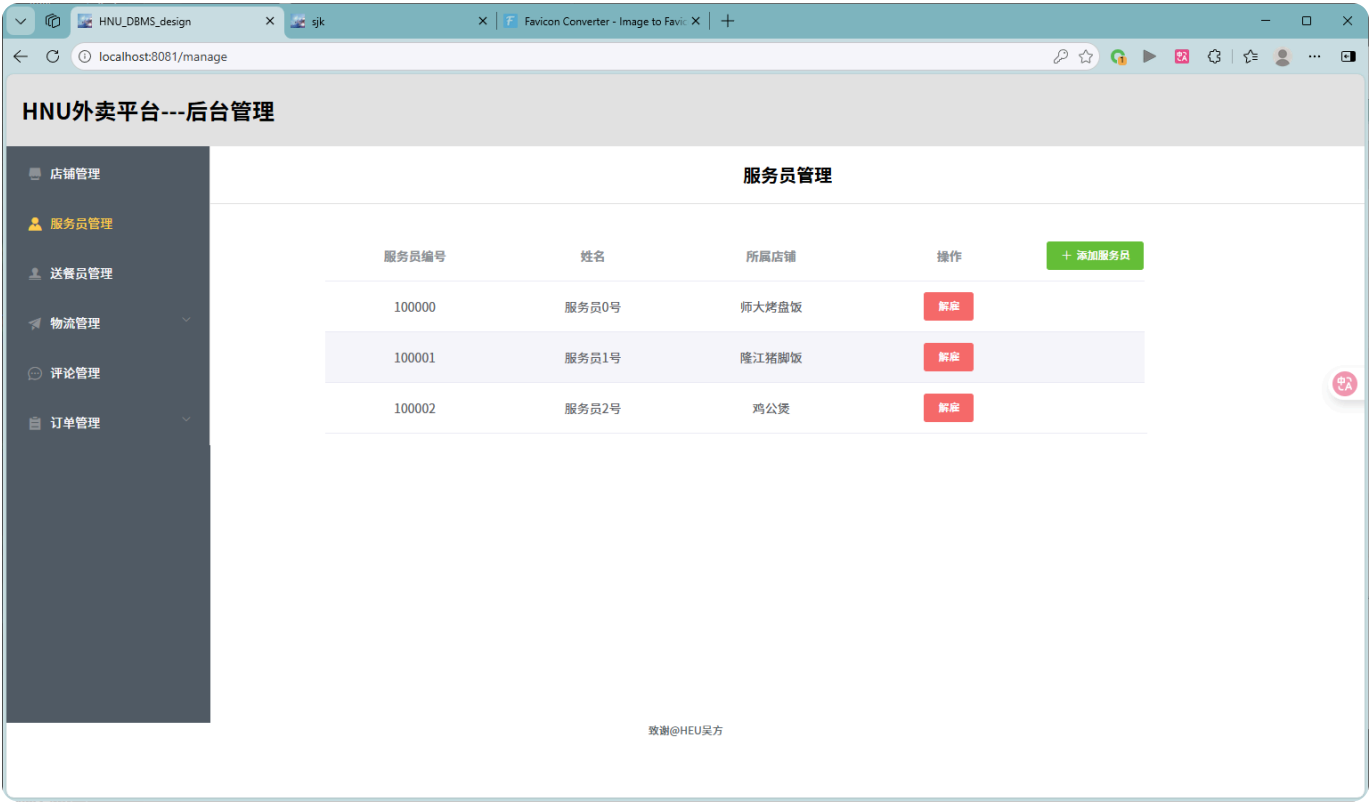 HNU_DBMS_design
sjk
Favicon Converter - Image to Favic
localhost:8081/manage
HNU外卖平台---后台管理
店铺管理
服务员管理
送餐员管理
物流管理
评论管理
订单管理
服务员管理
服务员编号 姓名 所属店铺 操作 + 添加服务员
100000 服务员0号 师大烤盘饭 解雇
100001 服务员1号 隆江猪脚饭 解雇
100002 服务员2号 鸡公煲 解雇
致谢@HEU吴方